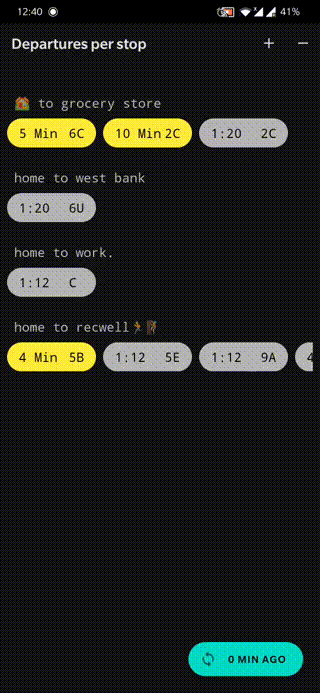 12:40 41%
Departures per stop + −
🏠 to grocery store
5 Min 6C 10 Min 2C 1:20 2C
home to west bank
1:20 6U
home to work.
1:12 C
home to recwell🏃🧗
4 Min 5B 1:12 5E 1:12 9A 4
0 MIN AGO